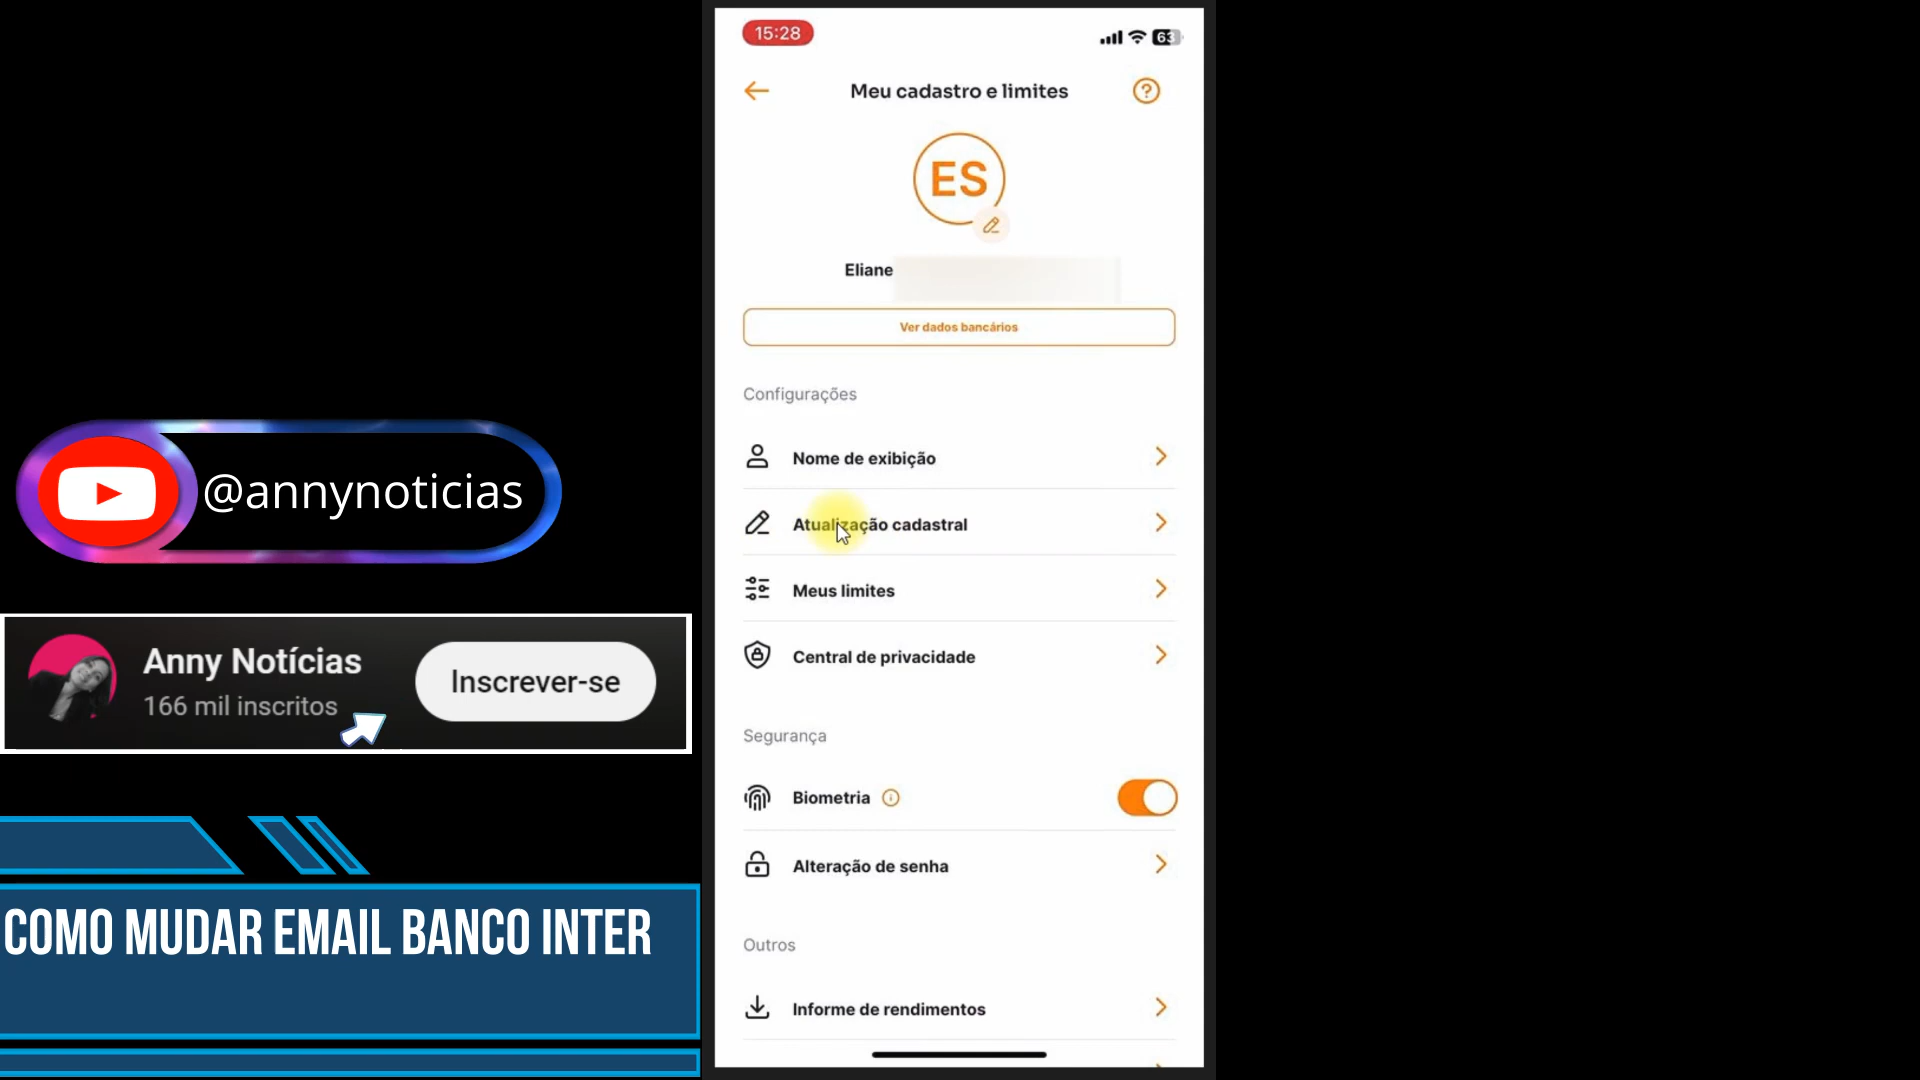 @annynoticias
Anny Notícias
166 mil inscritos
Inscrever-se
COMO MUDAR EMAIL BANCO INTER
15:28
63
Meu cadastro e limites
ES
Eliane
Ver dados bancários
Configurações
Nome de exibição
Atualização cadastral
Meus limites
Central de privacidade
Segurança
Biometria
Alteração de senha
Outros
Informe de rendimentos